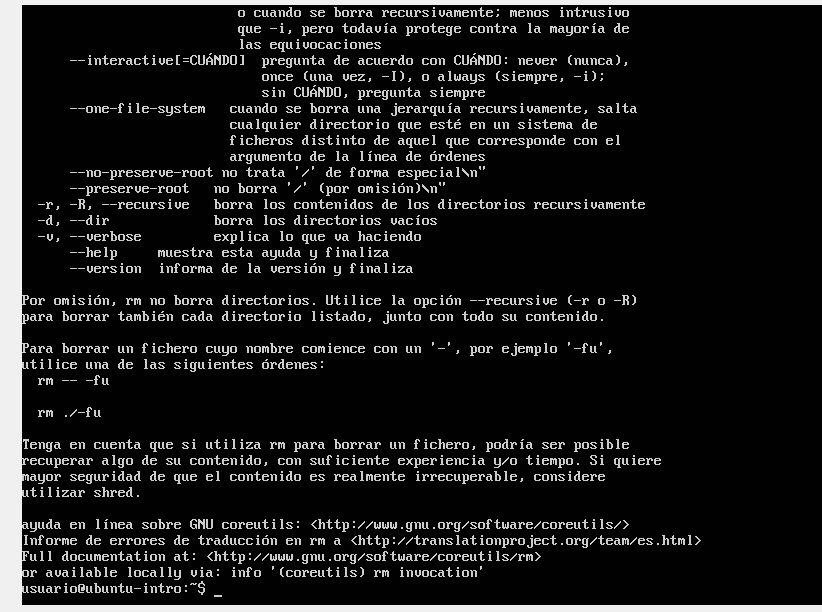 o cuando se borra recursivamente; menos intrusivo
que -i, pero todavía protege contra la mayoría de
las equivocaciones
--interactive[=CUÁNDO]  pregunta de acuerdo con CUÁNDO: never (nunca),
once (una vez, -I), o always (siempre, -i);
sin CUÁNDO, pregunta siempre
--one-file-system   cuando se borra una jerarquía recursivamente, salta
cualquier directorio que esté en un sistema de
ficheros distinto de aquel que corresponde con el
argumento de la línea de órdenes
--no-preserve-root no trata '/' de forma especial\n"
--preserve-root   no borra '/' (por omisión)\n"
-r, -R, --recursive   borra los contenidos de los directorios recursivamente
-d, --dir             borra los directorios vacíos
-v, --verbose         explica lo que va haciendo
--help     muestra esta ayuda y finaliza
--version  informa de la versión y finaliza

Por omisión, rm no borra directorios. Utilice la opción --recursive (-r o -R)
para borrar también cada directorio listado, junto con todo su contenido.

Para borrar un fichero cuyo nombre comience con un '-', por ejemplo '-fu',
utilice una de las siguientes órdenes:
rm -- -fu

rm ./-fu

Tenga en cuenta que si utiliza rm para borrar un fichero, podría ser posible
recuperar algo de su contenido, con suficiente experiencia y/o tiempo. Si quiere
mayor seguridad de que el contenido es realmente irrecuperable, considere
utilizar shred.

ayuda en línea sobre GNU coreutils: <http://www.gnu.org/software/coreutils/>
Informe de errores de traducción en rm a <http://translationproject.org/team/es.html>
Full documentation at: <http://www.gnu.org/software/coreutils/rm>
or available locally via: info '(coreutils) rm invocation'
usuario@ubuntu-intro:~$ _